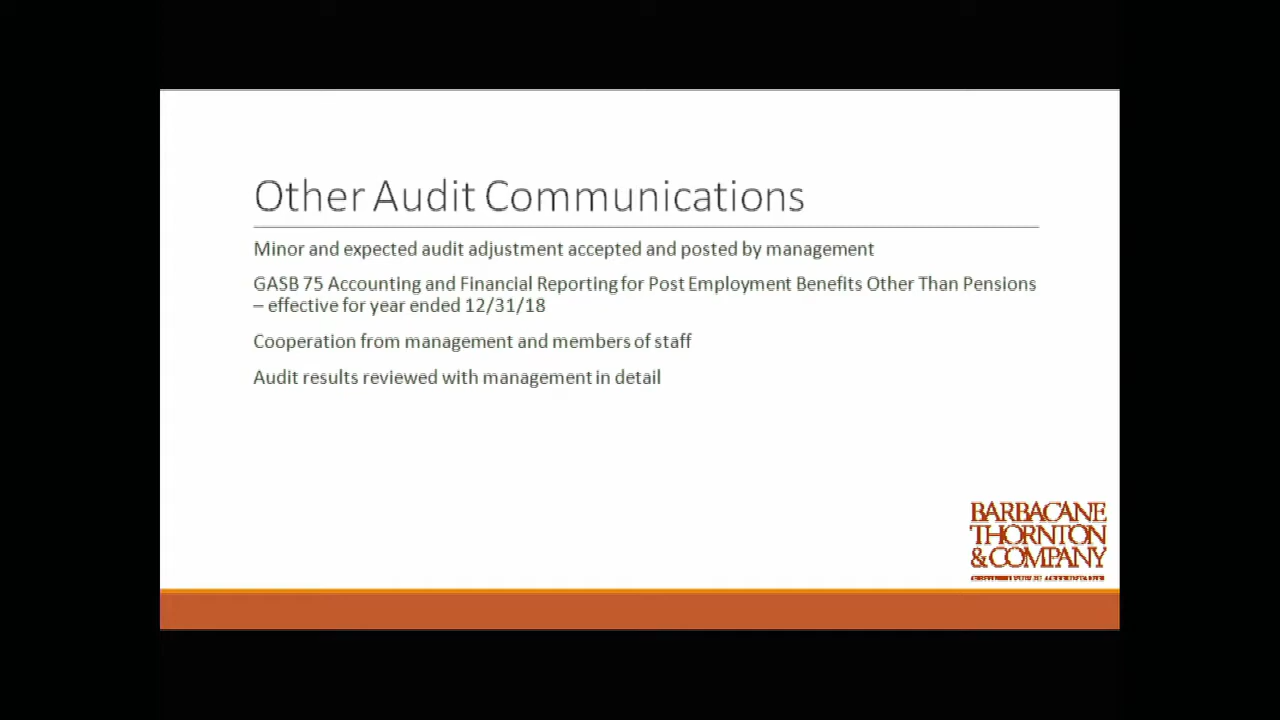 Other Audit Communications
Minor and expected audit adjustment accepted and posted by management
GASB 75 Accounting and Financial Reporting for Post Employment Benefits Other Than Pensions
– effective for year ended 12/31/18
Cooperation from management and members of staff
Audit results reviewed with management in detail
BARBACANE
THORNTON
& COMPANY